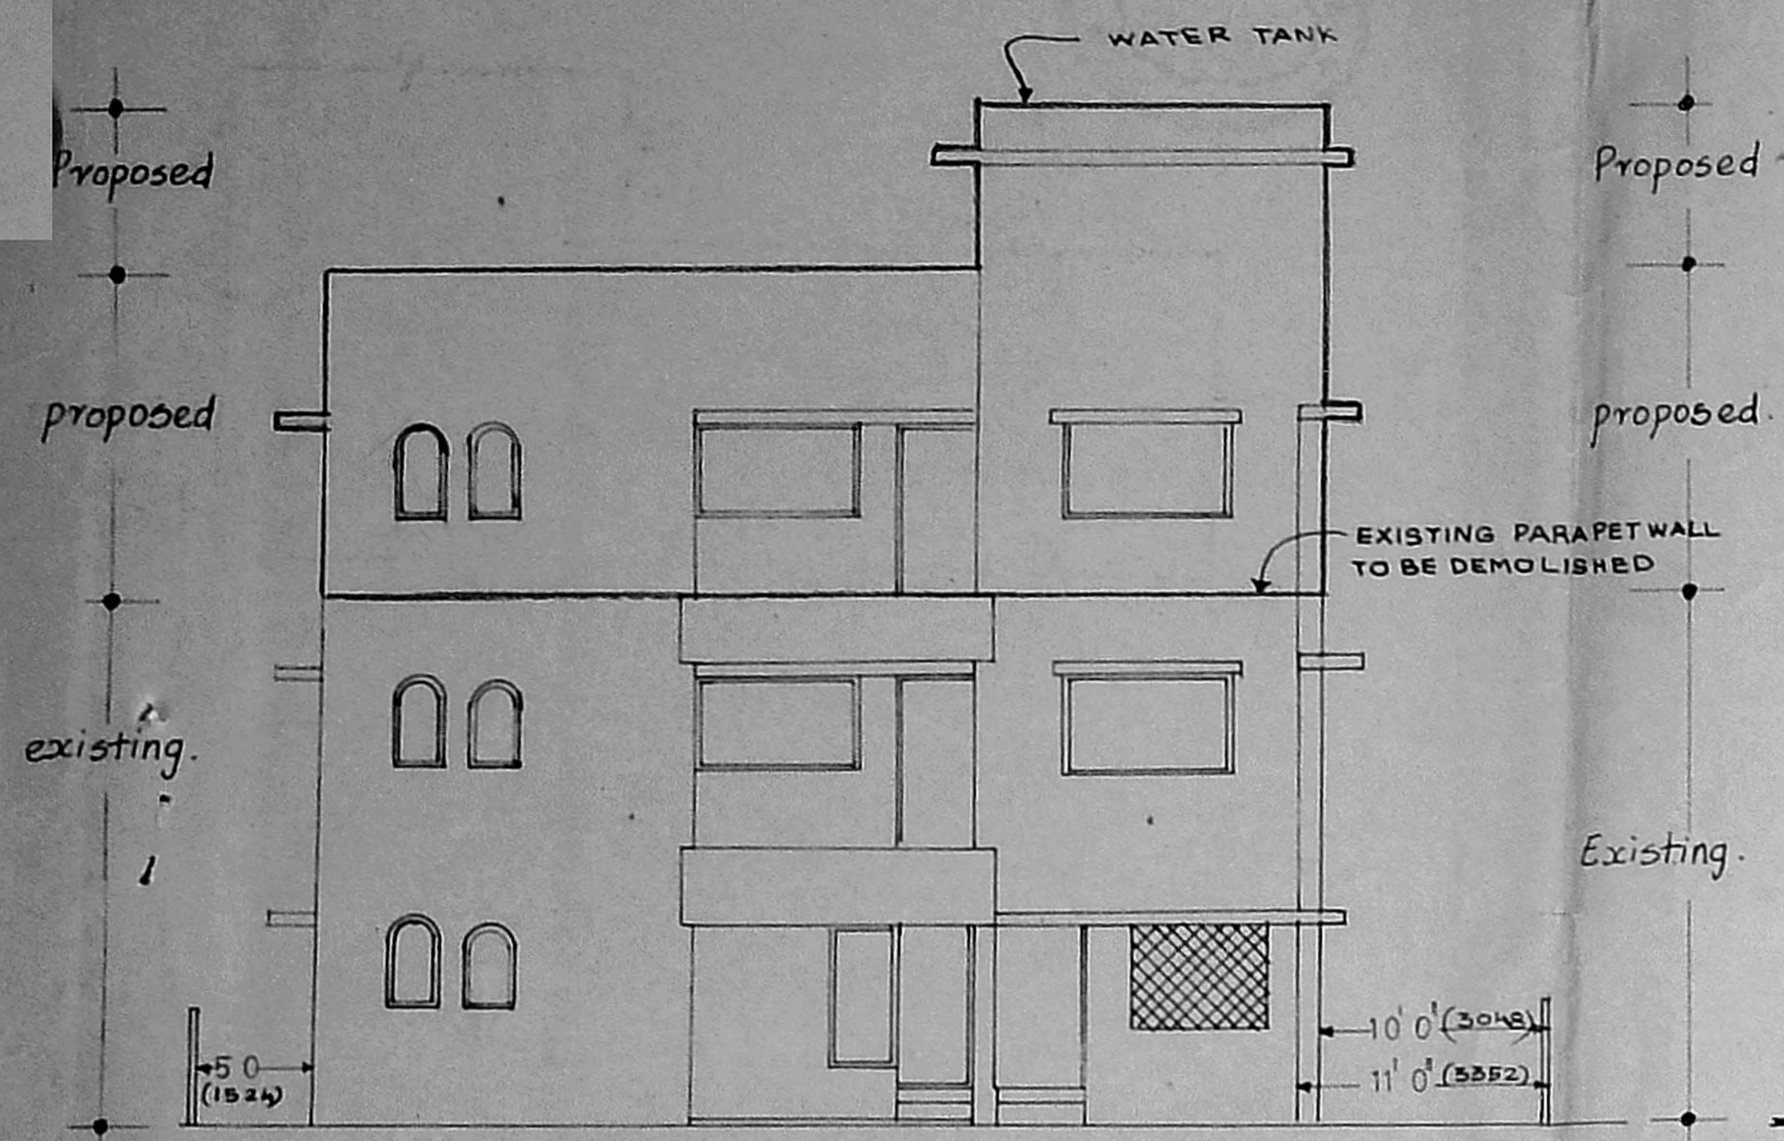 WATER TANK
Proposed
Proposed
proposed
proposed.
EXISTING PARAPET WALL
TO BE DEMOLISHED
existing.
Existing.
10' 0" (3048)
5 0
(1524)
11' 0" (3352)